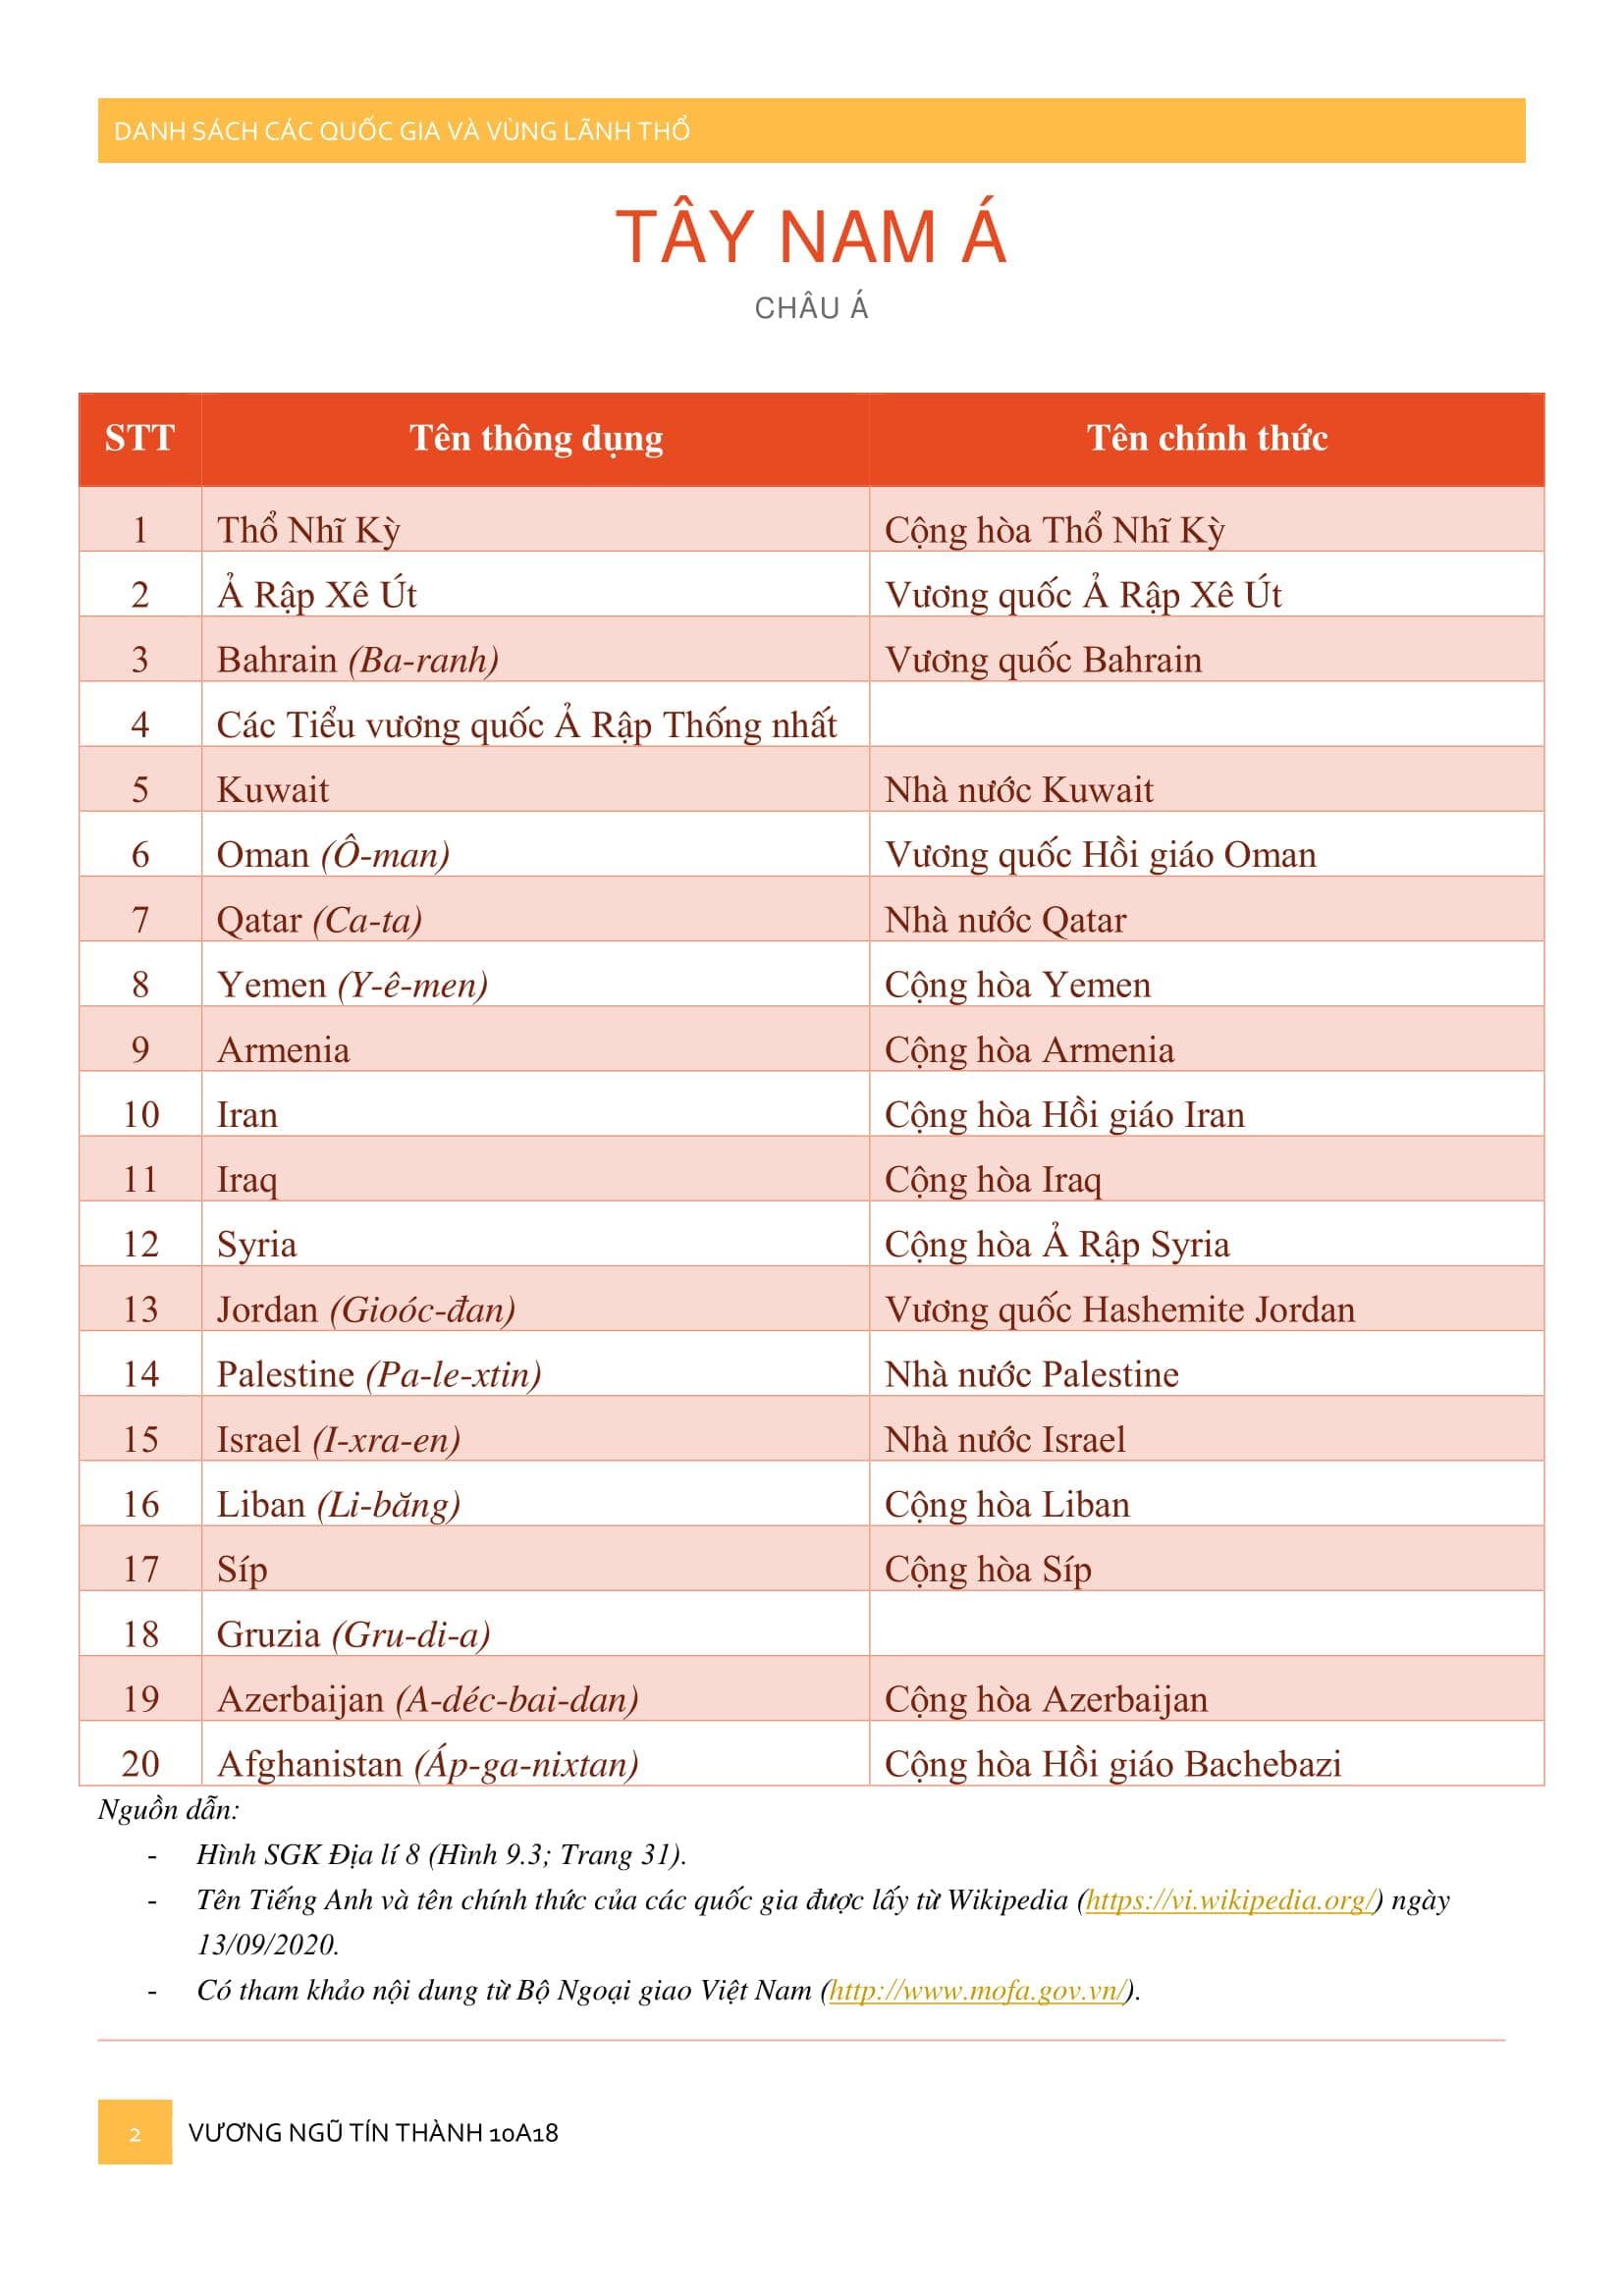 DANH SÁCH CÁC QUỐC GIA VÀ VÙNG LÃNH THỔ
TÂY NAM Á
CHÂU Á
STT Tên thông dụng Tên chính thức
1 Thổ Nhĩ Kỳ Cộng hòa Thổ Nhĩ Kỳ
2 Ả Rập Xê Út Vương quốc Ả Rập Xê Út
3 Bahrain (Ba-ranh) Vương quốc Bahrain
4 Các Tiểu vương quốc Ả Rập Thống nhất
5 Kuwait Nhà nước Kuwait
6 Oman (Ô-man) Vương quốc Hồi giáo Oman
7 Qatar (Ca-ta) Nhà nước Qatar
8 Yemen (Y-ê-men) Cộng hòa Yemen
9 Armenia Cộng hòa Armenia
10 Iran Cộng hòa Hồi giáo Iran
11 Iraq Cộng hòa Iraq
12 Syria Cộng hòa Ả Rập Syria
13 Jordan (Gioóc-đan) Vương quốc Hashemite Jordan
14 Palestine (Pa-le-xtin) Nhà nước Palestine
15 Israel (I-xra-en) Nhà nước Israel
16 Liban (Li-băng) Cộng hòa Liban
17 Síp Cộng hòa Síp
18 Gruzia (Gru-di-a)
19 Azerbaijan (A-déc-bai-dan) Cộng hòa Azerbaijan
20 Afghanistan (Áp-ga-nixtan) Cộng hòa Hồi giáo Bachebazi
Nguồn dẫn:
- Hình SGK Địa lí 8 (Hình 9.3; Trang 31).
- Tên Tiếng Anh và tên chính thức của các quốc gia được lấy từ Wikipedia (https://vi.wikipedia.org/) ngày
13/09/2020.
- Có tham khảo nội dung từ Bộ Ngoại giao Việt Nam (http://www.mofa.gov.vn/).
2 VƯƠNG NGŨ TÍN THÀNH 10A18